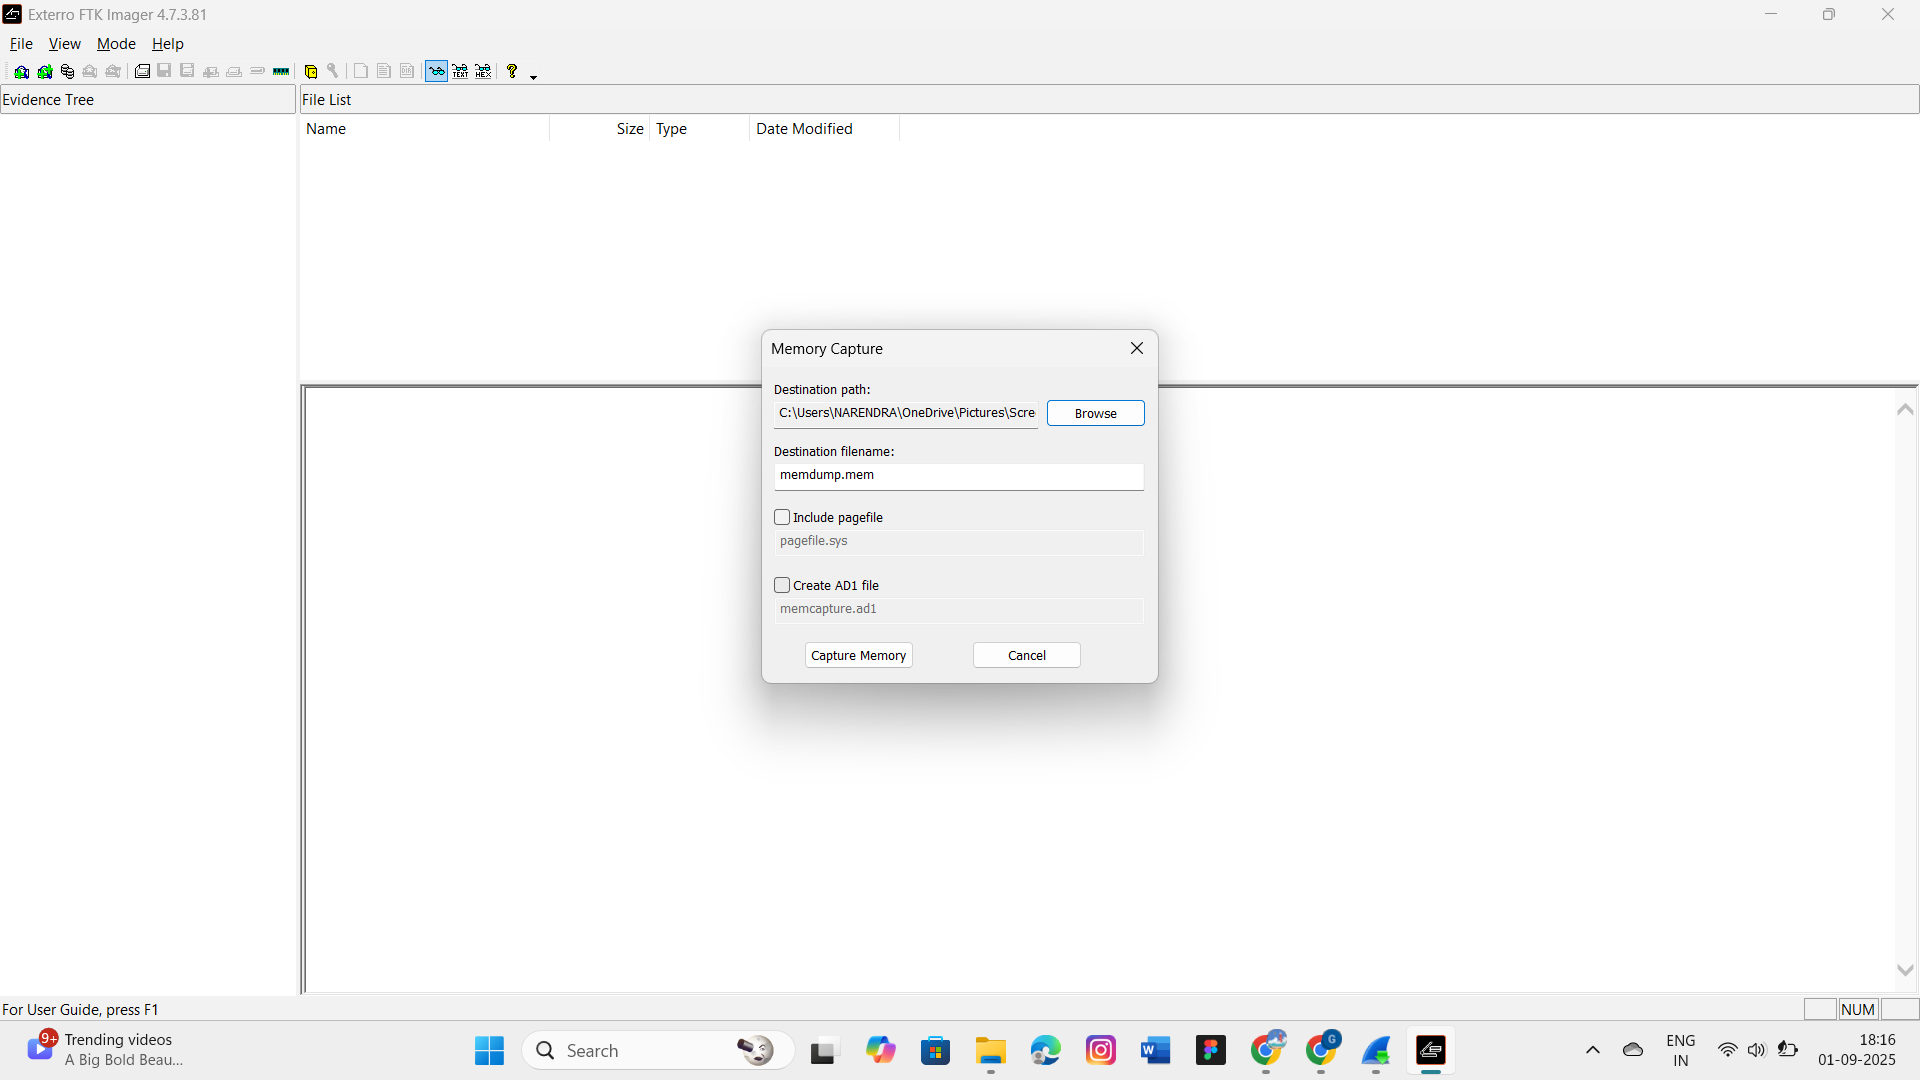 Exterro FTK Imager 4.7.3.81
File View Mode Help
Evidence Tree
File List
Name Size Type Date Modified
Memory Capture
Destination path:
C:\Users\NARENDRA\OneDrive\Pictures\Scre
Browse
Destination filename:
memdump.mem
Include pagefile
pagefile.sys
Create AD1 file
memcapture.ad1
Capture Memory Cancel
For User Guide, press F1
NUM
9+
Trending videos
A Big Bold Beau...
Search
G
ENG
IN
18:16
01-09-2025